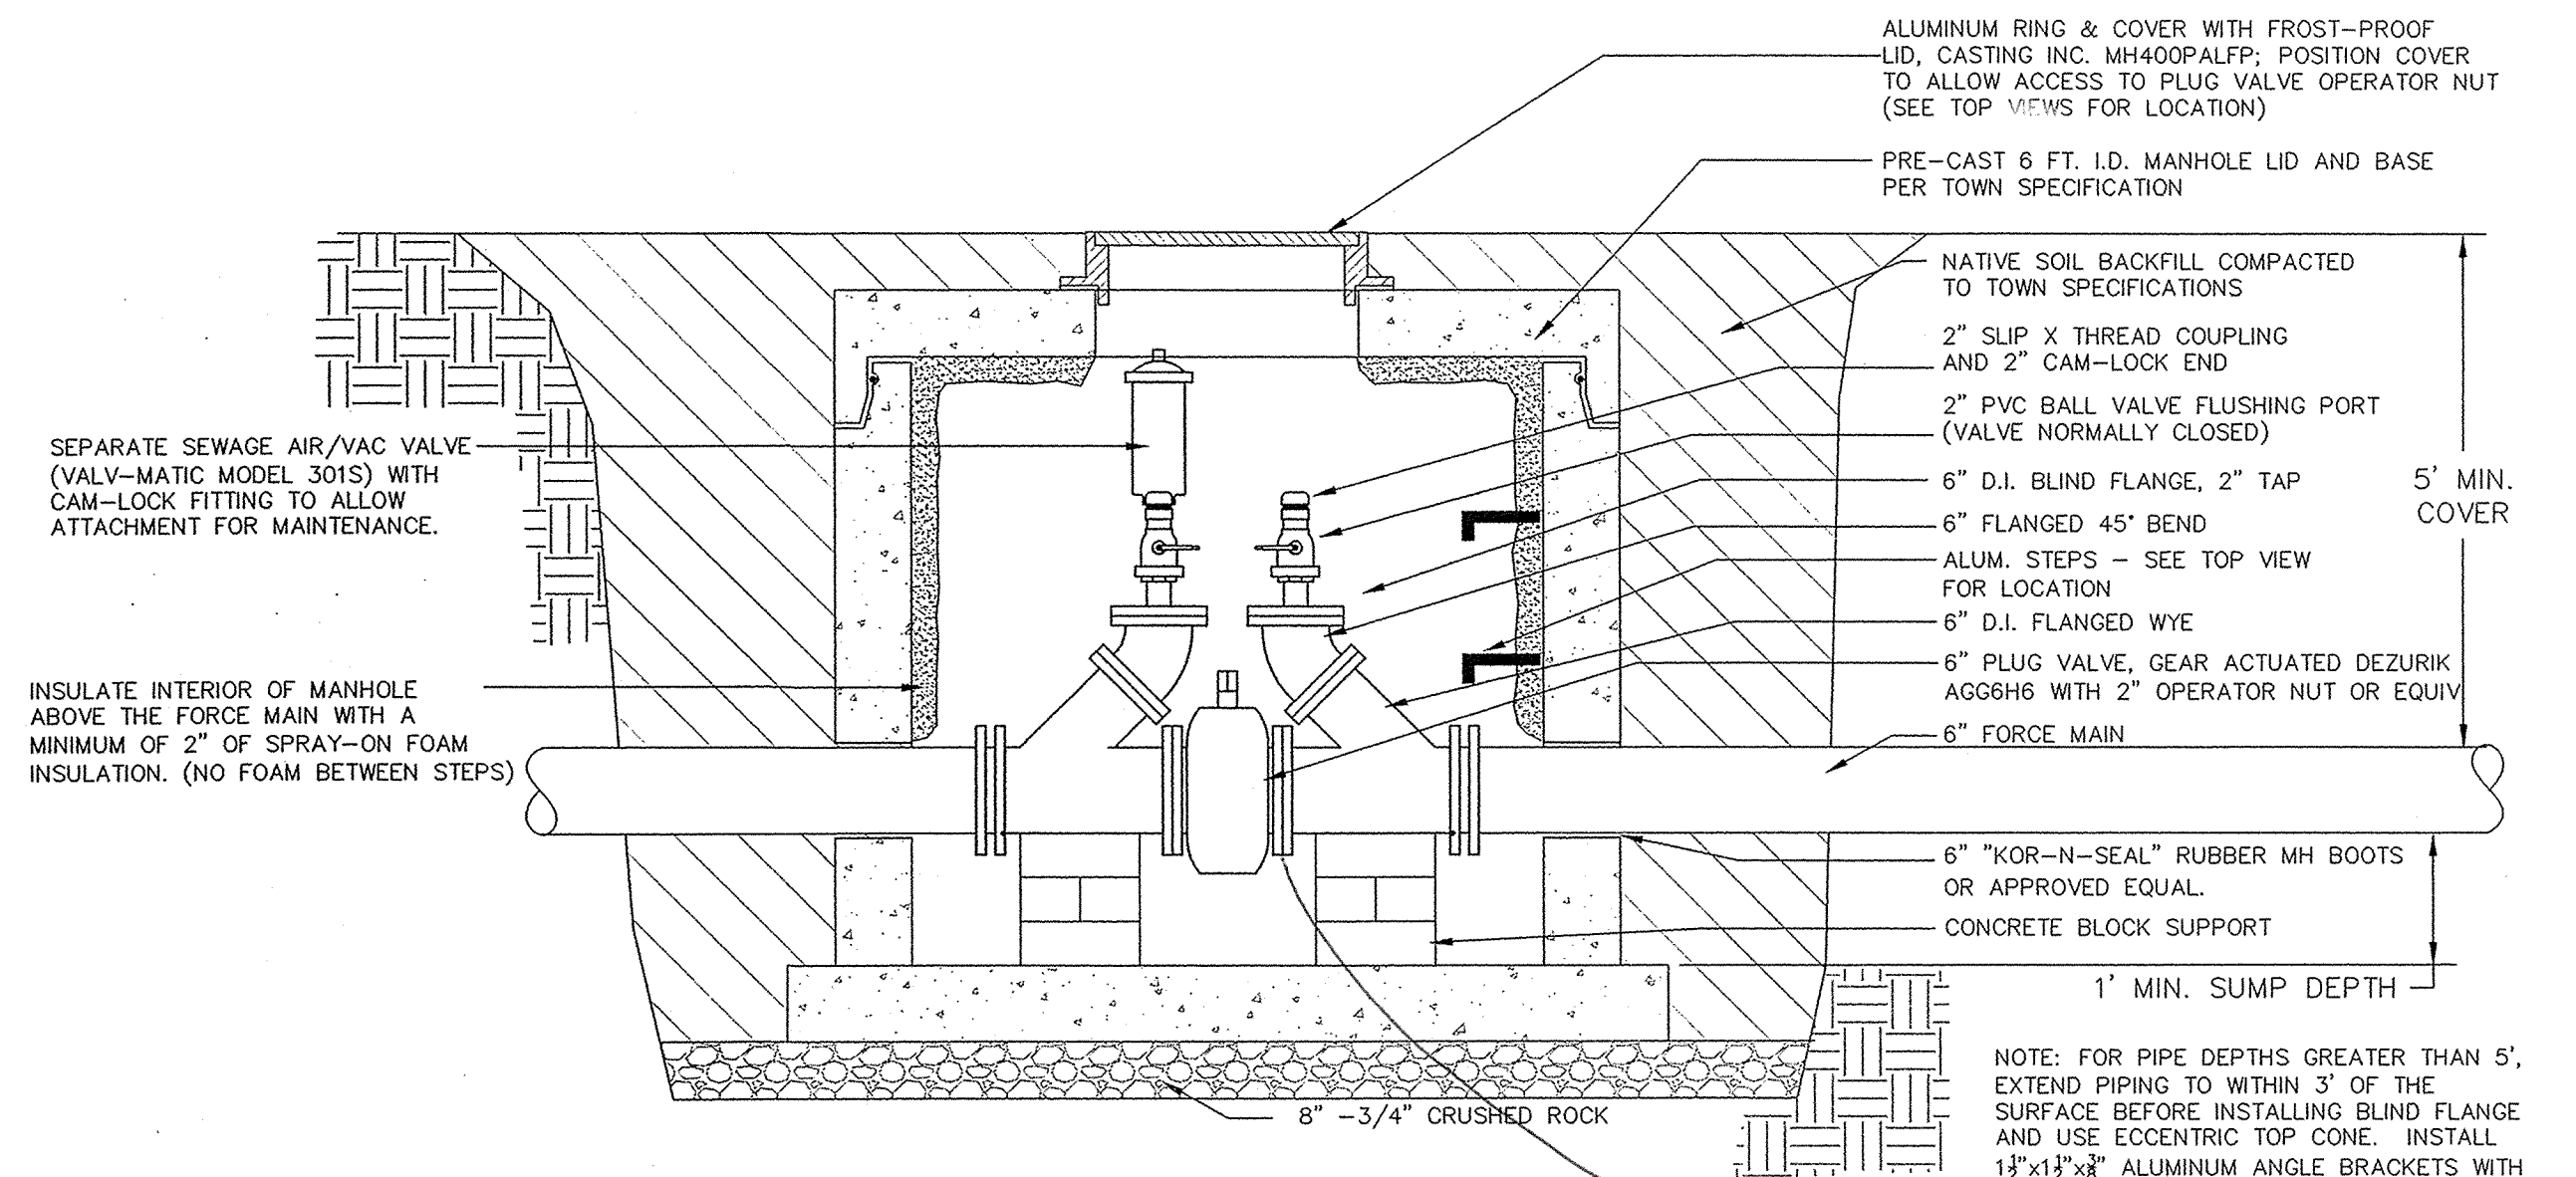 ALUMINUM RING & COVER WITH FROST-PROOF
LID, CASTING INC. MH400PALFP; POSITION COVER
TO ALLOW ACCESS TO PLUG VALVE OPERATOR NUT
(SEE TOP VIEWS FOR LOCATION)
PRE-CAST 6 FT. I.D. MANHOLE LID AND BASE
PER TOWN SPECIFICATION
NATIVE SOIL BACKFILL COMPACTED
TO TOWN SPECIFICATIONS
2" SLIP X THREAD COUPLING
AND 2" CAM-LOCK END
2" PVC BALL VALVE FLUSHING PORT
(VALVE NORMALLY CLOSED)
6" D.I. BLIND FLANGE, 2" TAP
6" FLANGED 45° BEND
ALUM. STEPS - SEE TOP VIEW
FOR LOCATION
6" D.I. FLANGED WYE
6" PLUG VALVE, GEAR ACTUATED DEZURIK
AGG6H6 WITH 2" OPERATOR NUT OR EQUIV
6" FORCE MAIN
5' MIN.
COVER
SEPARATE SEWAGE AIR/VAC VALVE
(VALV-MATIC MODEL 301S) WITH
CAM-LOCK FITTING TO ALLOW
ATTACHMENT FOR MAINTENANCE.
INSULATE INTERIOR OF MANHOLE
ABOVE THE FORCE MAIN WITH A
MINIMUM OF 2" OF SPRAY-ON FOAM
INSULATION. (NO FOAM BETWEEN STEPS)
6" "KOR-N-SEAL" RUBBER MH BOOTS
OR APPROVED EQUAL.
CONCRETE BLOCK SUPPORT
1' MIN. SUMP DEPTH
8" -3/4" CRUSHED ROCK
NOTE: FOR PIPE DEPTHS GREATER THAN 5',
EXTEND PIPING TO WITHIN 3' OF THE
SURFACE BEFORE INSTALLING BLIND FLANGE
AND USE ECCENTRIC TOP CONE. INSTALL
1½"x1½"x⅜" ALUMINUM ANGLE BRACKETS WITH